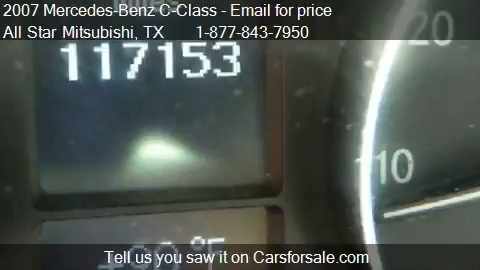 2007 Mercedes-Benz C-Class - Email for price
All Star Mitsubishi, TX 1-877-843-7950
117153
20
10
°F
Tell us you saw it on Carsforsale.com